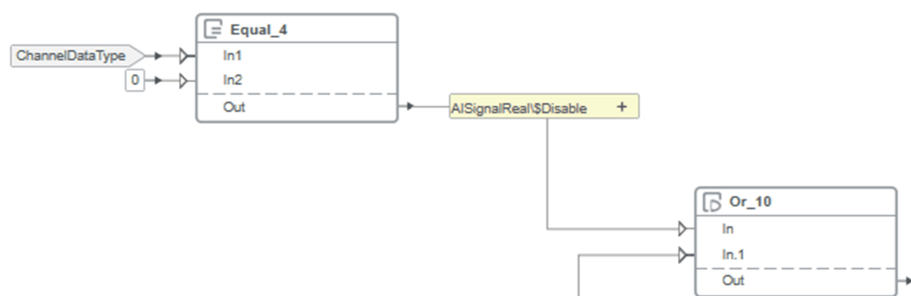 Equal_4
ChannelDataType
In1
0
In2
Out
AISignalReal\$Disable +
Or_10
In
In.1
Out